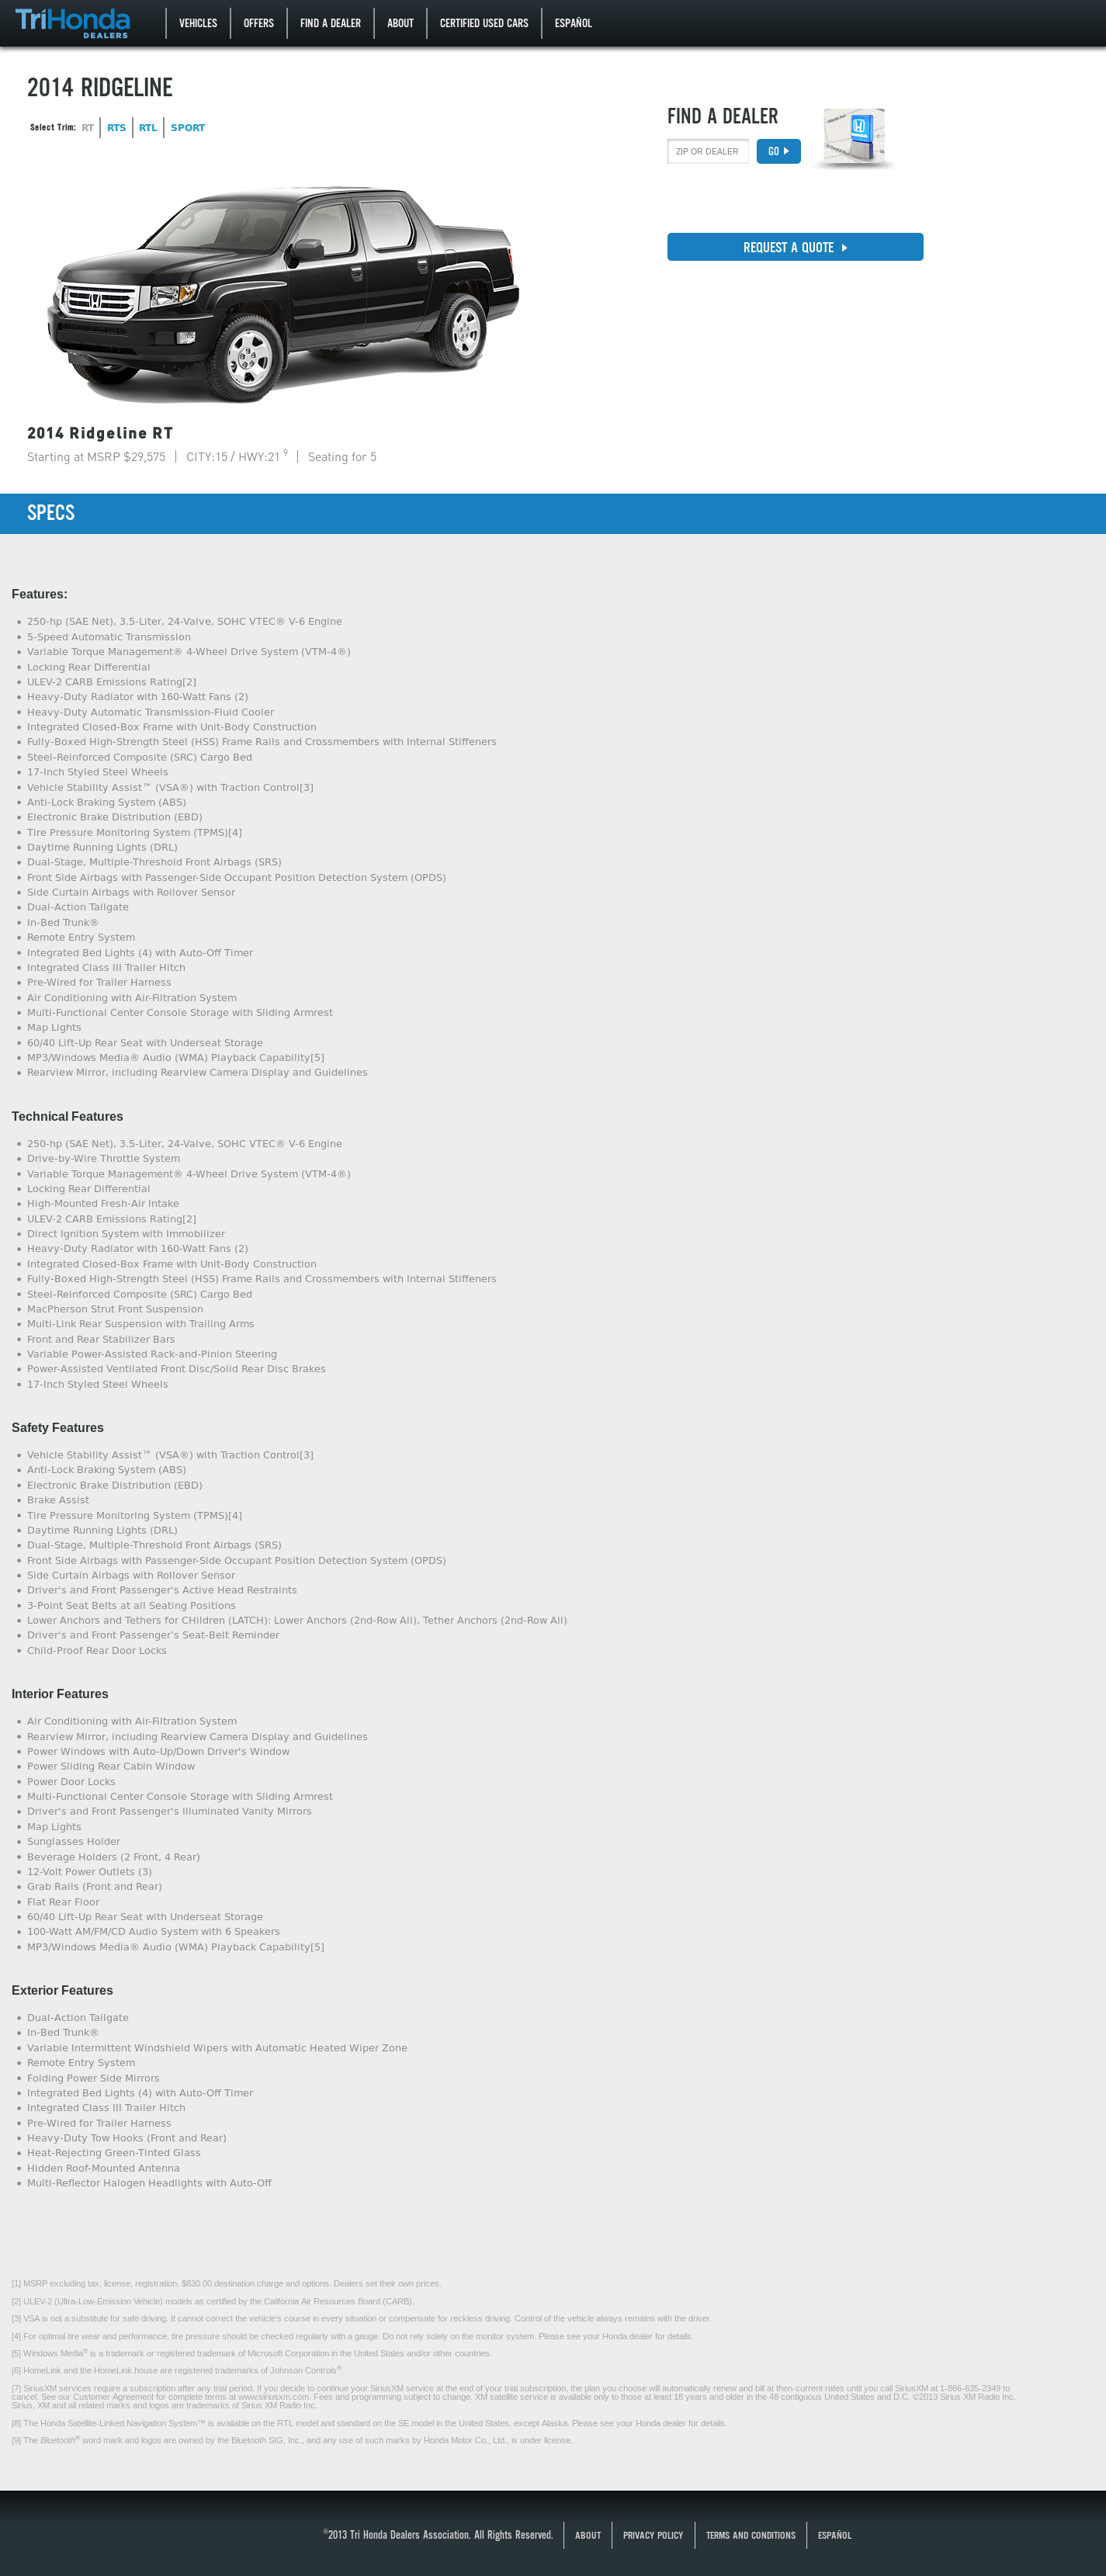 TriHonda
DEALERS
VEHICLES
OFFERS
FIND A DEALER
ABOUT
CERTIFIED USED CARS
ESPAÑOL
2014 RIDGELINE
Select Trim: RT RTS RTL SPORT
FIND A DEALER
ZIP OR DEALER
GO
REQUEST A QUOTE
2014 Ridgeline RT
Starting at MSRP $29,575 | CITY:15 / HWY:21 9 | Seating for 5
SPECS
Features:
250-hp (SAE Net), 3.5-Liter, 24-Valve, SOHC VTEC® V-6 Engine
5-Speed Automatic Transmission
Variable Torque Management® 4-Wheel Drive System (VTM-4®)
Locking Rear Differential
ULEV-2 CARB Emissions Rating[2]
Heavy-Duty Radiator with 160-Watt Fans (2)
Heavy-Duty Automatic Transmission-Fluid Cooler
Integrated Closed-Box Frame with Unit-Body Construction
Fully-Boxed High-Strength Steel (HSS) Frame Rails and Crossmembers with Internal Stiffeners
Steel-Reinforced Composite (SRC) Cargo Bed
17-Inch Styled Steel Wheels
Vehicle Stability Assist™ (VSA®) with Traction Control[3]
Anti-Lock Braking System (ABS)
Electronic Brake Distribution (EBD)
Tire Pressure Monitoring System (TPMS)[4]
Daytime Running Lights (DRL)
Dual-Stage, Multiple-Threshold Front Airbags (SRS)
Front Side Airbags with Passenger-Side Occupant Position Detection System (OPDS)
Side Curtain Airbags with Rollover Sensor
Dual-Action Tailgate
In-Bed Trunk®
Remote Entry System
Integrated Bed Lights (4) with Auto-Off Timer
Integrated Class III Trailer Hitch
Pre-Wired for Trailer Harness
Air Conditioning with Air-Filtration System
Multi-Functional Center Console Storage with Sliding Armrest
Map Lights
60/40 Lift-Up Rear Seat with Underseat Storage
MP3/Windows Media® Audio (WMA) Playback Capability[5]
Rearview Mirror, including Rearview Camera Display and Guidelines
Technical Features
250-hp (SAE Net), 3.5-Liter, 24-Valve, SOHC VTEC® V-6 Engine
Drive-by-Wire Throttle System
Variable Torque Management® 4-Wheel Drive System (VTM-4®)
Locking Rear Differential
High-Mounted Fresh-Air Intake
ULEV-2 CARB Emissions Rating[2]
Direct Ignition System with Immobilizer
Heavy-Duty Radiator with 160-Watt Fans (2)
Integrated Closed-Box Frame with Unit-Body Construction
Fully-Boxed High-Strength Steel (HSS) Frame Rails and Crossmembers with Internal Stiffeners
Steel-Reinforced Composite (SRC) Cargo Bed
MacPherson Strut Front Suspension
Multi-Link Rear Suspension with Trailing Arms
Front and Rear Stabilizer Bars
Variable Power-Assisted Rack-and-Pinion Steering
Power-Assisted Ventilated Front Disc/Solid Rear Disc Brakes
17-Inch Styled Steel Wheels
Safety Features
Vehicle Stability Assist™ (VSA®) with Traction Control[3]
Anti-Lock Braking System (ABS)
Electronic Brake Distribution (EBD)
Brake Assist
Tire Pressure Monitoring System (TPMS)[4]
Daytime Running Lights (DRL)
Dual-Stage, Multiple-Threshold Front Airbags (SRS)
Front Side Airbags with Passenger-Side Occupant Position Detection System (OPDS)
Side Curtain Airbags with Rollover Sensor
Driver's and Front Passenger's Active Head Restraints
3-Point Seat Belts at all Seating Positions
Lower Anchors and Tethers for CHildren (LATCH): Lower Anchors (2nd-Row All), Tether Anchors (2nd-Row All)
Driver's and Front Passenger's Seat-Belt Reminder
Child-Proof Rear Door Locks
Interior Features
Air Conditioning with Air-Filtration System
Rearview Mirror, including Rearview Camera Display and Guidelines
Power Windows with Auto-Up/Down Driver's Window
Power Sliding Rear Cabin Window
Power Door Locks
Multi-Functional Center Console Storage with Sliding Armrest
Driver's and Front Passenger's Illuminated Vanity Mirrors
Map Lights
Sunglasses Holder
Beverage Holders (2 Front, 4 Rear)
12-Volt Power Outlets (3)
Grab Rails (Front and Rear)
Flat Rear Floor
60/40 Lift-Up Rear Seat with Underseat Storage
100-Watt AM/FM/CD Audio System with 6 Speakers
MP3/Windows Media® Audio (WMA) Playback Capability[5]
Exterior Features
Dual-Action Tailgate
In-Bed Trunk®
Variable Intermittent Windshield Wipers with Automatic Heated Wiper Zone
Remote Entry System
Folding Power Side Mirrors
Integrated Bed Lights (4) with Auto-Off Timer
Integrated Class III Trailer Hitch
Pre-Wired for Trailer Harness
Heavy-Duty Tow Hooks (Front and Rear)
Heat-Rejecting Green-Tinted Glass
Hidden Roof-Mounted Antenna
Multi-Reflector Halogen Headlights with Auto-Off
[1] MSRP excluding tax, license, registration, $830.00 destination charge and options. Dealers set their own prices.
[2] ULEV-2 (Ultra-Low-Emission Vehicle) models as certified by the California Air Resources Board (CARB).
[3] VSA is not a substitute for safe driving. It cannot correct the vehicle's course in every situation or compensate for reckless driving. Control of the vehicle always remains with the driver.
[4] For optimal tire wear and performance, tire pressure should be checked regularly with a gauge. Do not rely solely on the monitor system. Please see your Honda dealer for details.
[5] Windows Media® is a trademark or registered trademark of Microsoft Corporation in the United States and/or other countries.
[6] HomeLink and the HomeLink house are registered trademarks of Johnson Controls®.
[7] SiriusXM services require a subscription after any trial period. If you decide to continue your SiriusXM service at the end of your trial subscription, the plan you choose will automatically renew and bill at then-current rates until you call SiriusXM at 1-866-635-2349 to
cancel. See our Customer Agreement for complete terms at www.siriusxm.com. Fees and programming subject to change. XM satellite service is available only to those at least 18 years and older in the 48 contiguous United States and D.C. ©2013 Sirius XM Radio Inc.
Sirius, XM and all related marks and logos are trademarks of Sirius XM Radio Inc.
[8] The Honda Satellite-Linked Navigation System™ is available on the RTL model and standard on the SE model in the United States, except Alaska. Please see your Honda dealer for details.
[9] The Bluetooth® word mark and logos are owned by the Bluetooth SIG, Inc., and any use of such marks by Honda Motor Co., Ltd., is under license.
©2013 Tri Honda Dealers Association. All Rights Reserved.
ABOUT
PRIVACY POLICY
TERMS AND CONDITIONS
ESPAÑOL